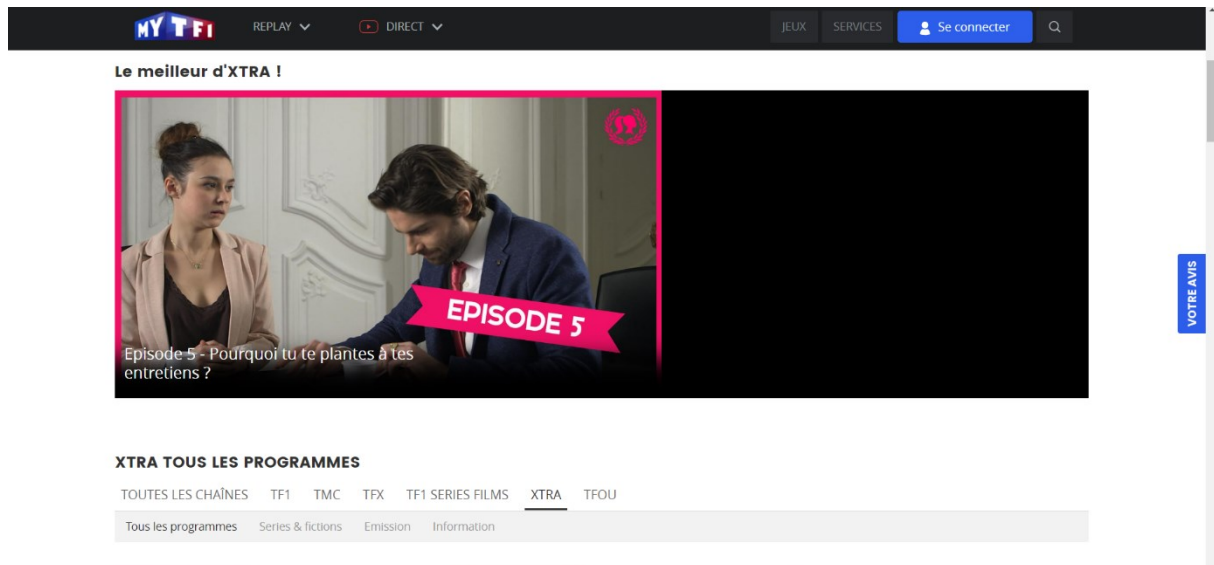 MYTF1 REPLAY DIRECT JEUX SERVICES Se connecter
Le meilleur d'XTRA !
EPISODE 5
Episode 5 - Pourquoi tu te plantes à tes
entretiens ?
VOTRE AVIS
XTRA TOUS LES PROGRAMMES
TOUTES LES CHAÎNES TF1 TMC TFX TF1 SERIES FILMS XTRA TFOU
Tous les programmes Series & fictions Emission Information